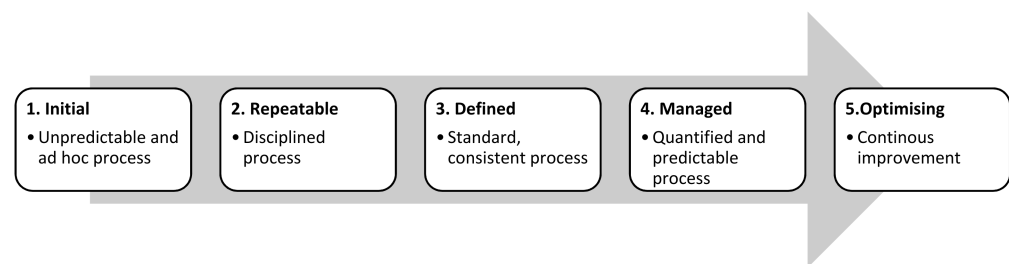 1. Initial
• Unpredictable and
ad hoc process
2. Repeatable
• Disciplined
process
3. Defined
• Standard,
consistent process
4. Managed
• Quantified and
predictable
process
5.Optimising
• Continous
improvement